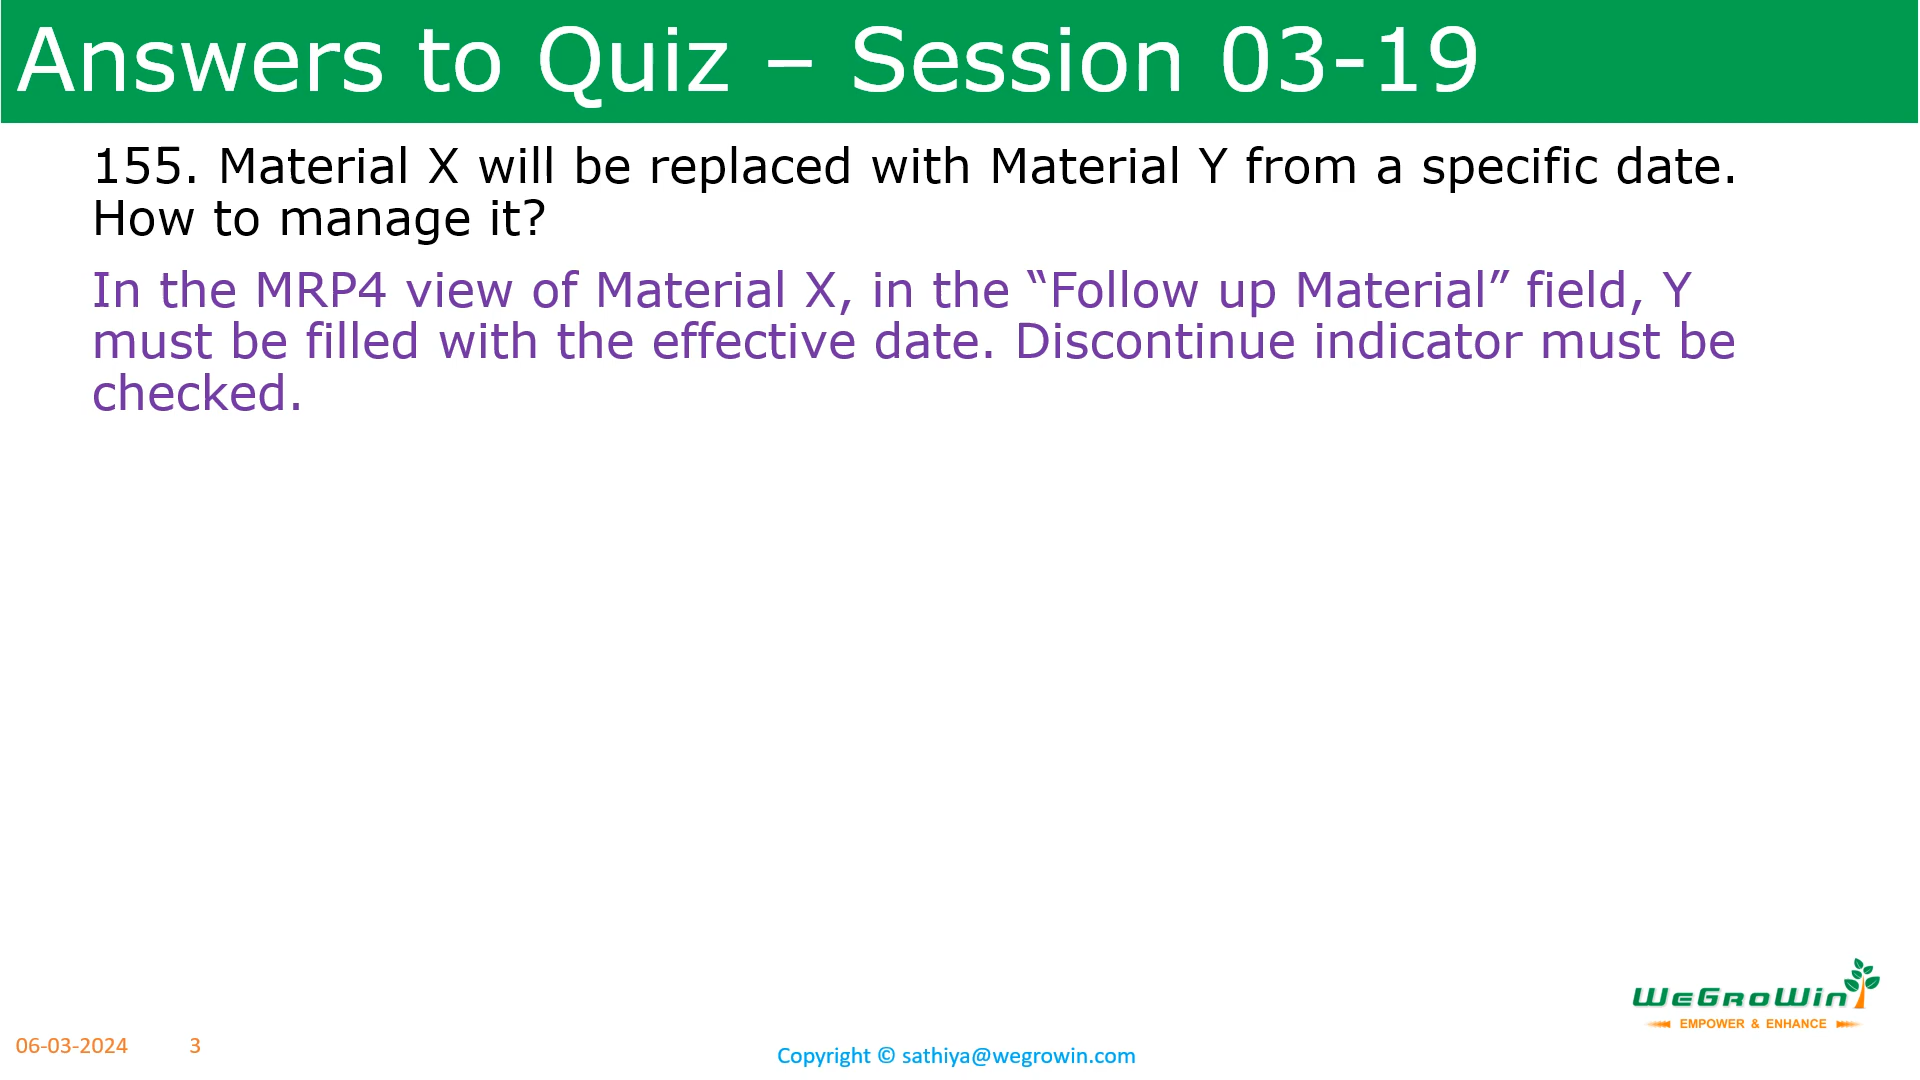 Answers to Quiz – Session 03-19
155. Material X will be replaced with Material Y from a specific date.
How to manage it?
In the MRP4 view of Material X, in the “Follow up Material” field, Y
must be filled with the effective date. Discontinue indicator must be
checked.
WeGroWin
EMPOWER & ENHANCE
06-03-2024 3
Copyright © sathiya@wegrowin.com